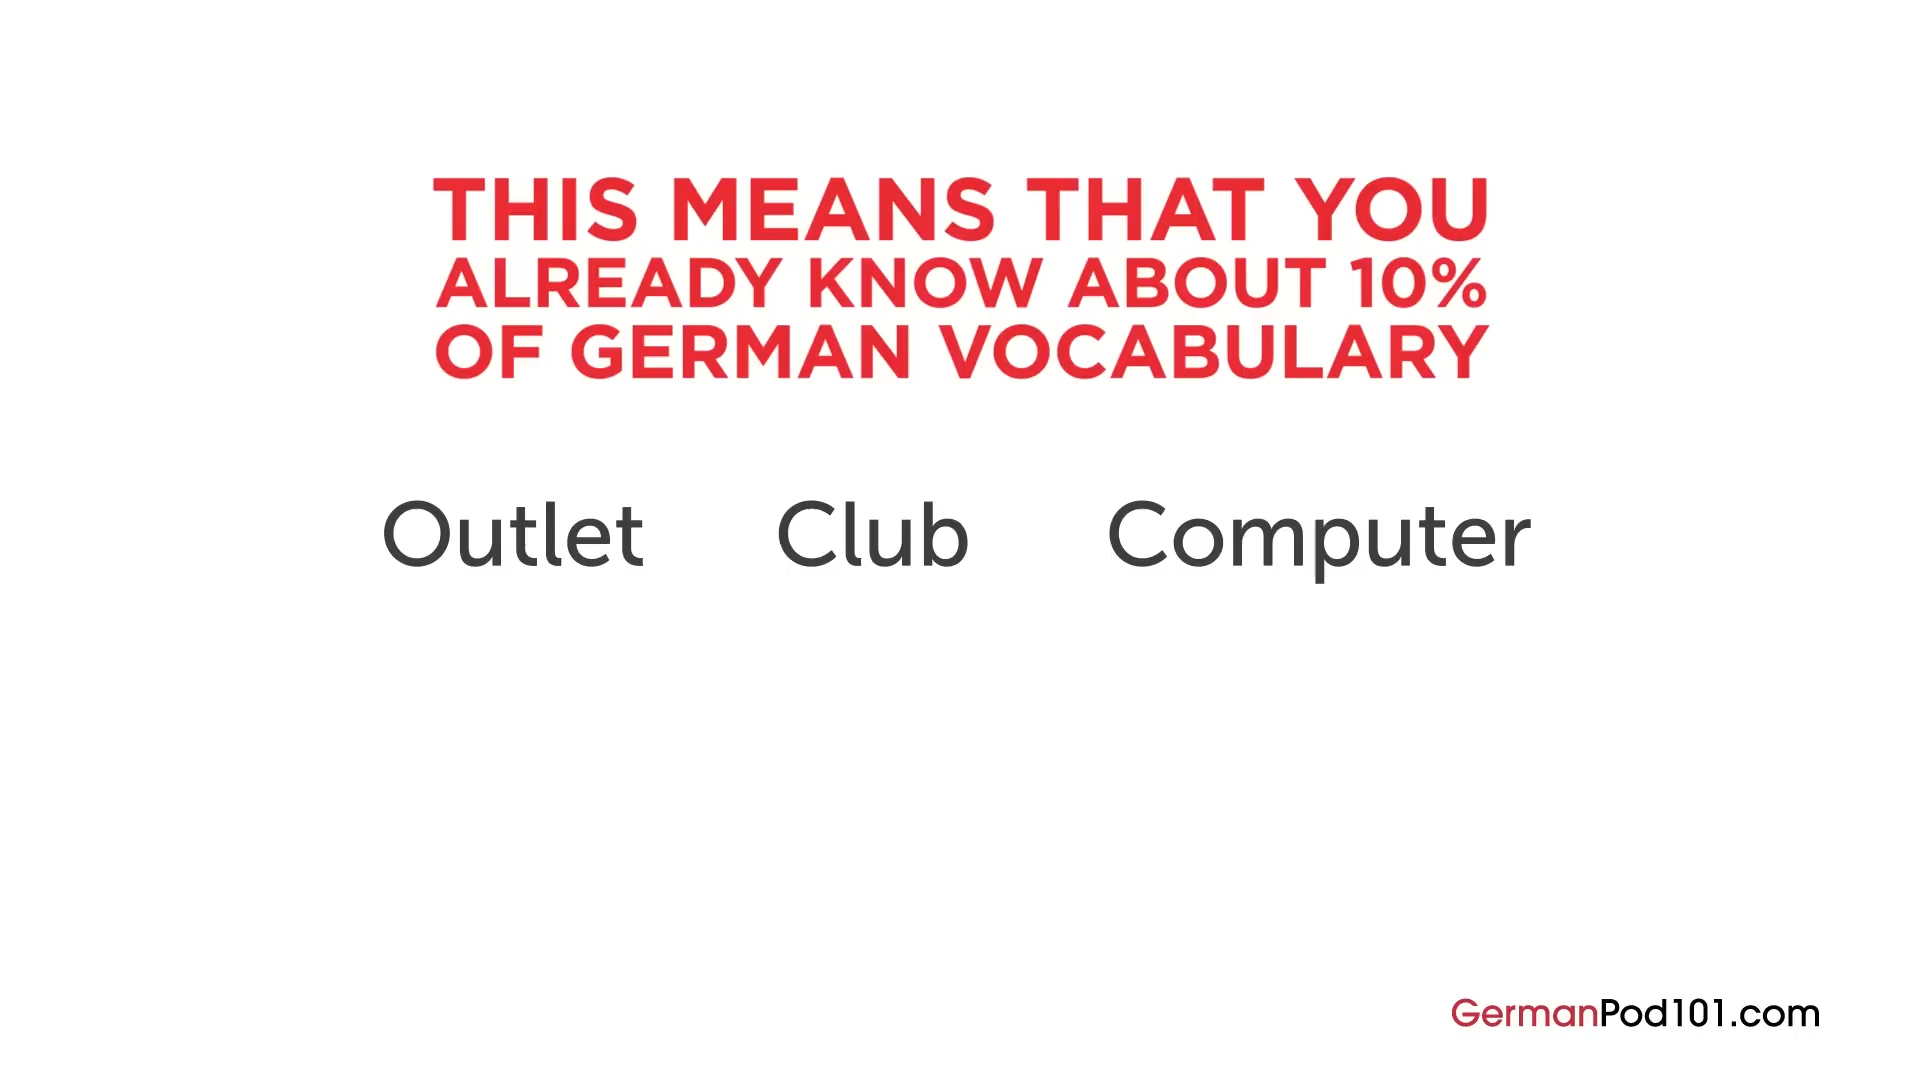 THIS MEANS THAT YOU
ALREADY KNOW ABOUT 10%
OF GERMAN VOCABULARY
Outlet Club Computer
GermanPod101.com